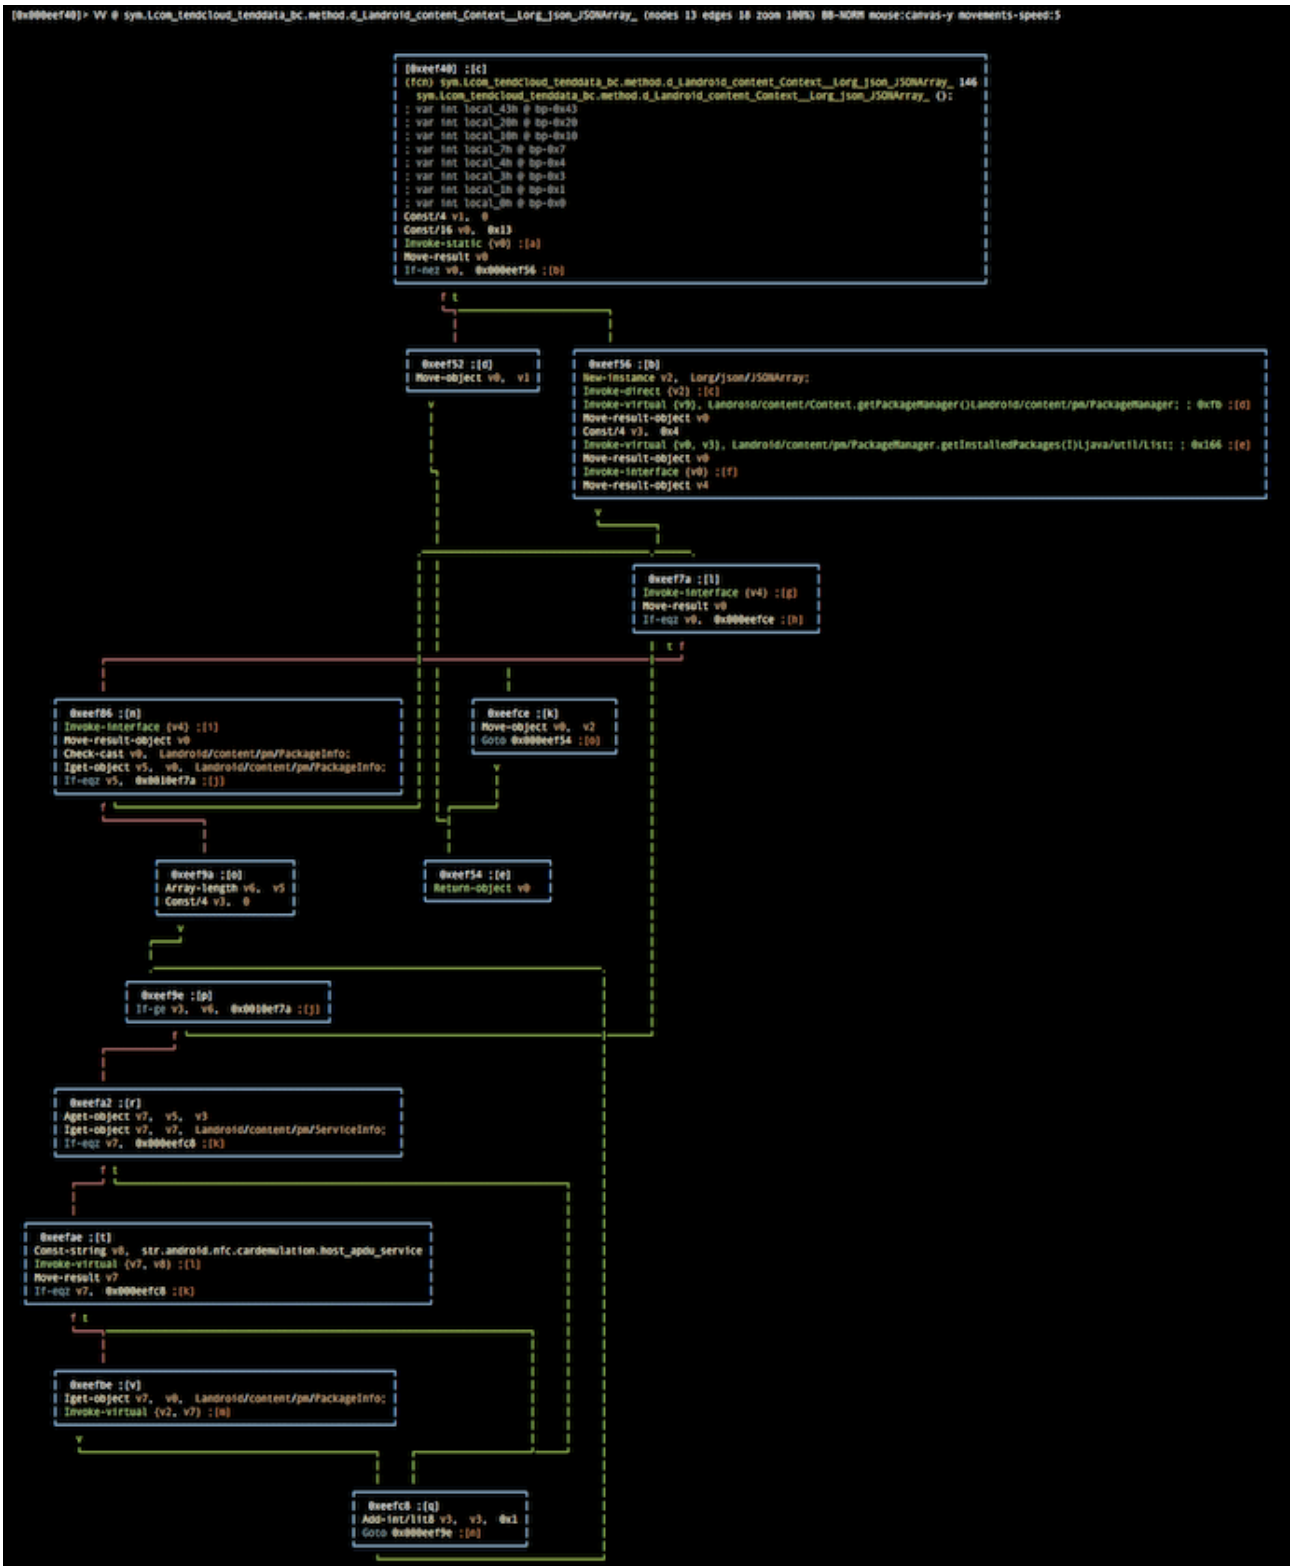 [0x000eef40]> VV @ sym.Lcom_tendcloud_tenddata_bc.method.d_Landroid_content_Context__Lorg_json_JSONArray_ (nodes 13 edges 18 zoom 100%) BB-NORM mouse:canvas-y movements-speed:5
[0xeef40] ;[c]
(fcn) sym.Lcom_tendcloud_tenddata_bc.method.d_Landroid_content_Context__Lorg_json_JSONArray_ 146
sym.Lcom_tendcloud_tenddata_bc.method.d_Landroid_content_Context__Lorg_json_JSONArray_ ();
; var int local_43h @ bp-0x43
; var int local_20h @ bp-0x20
; var int local_10h @ bp-0x10
; var int local_7h @ bp-0x7
; var int local_4h @ bp-0x4
; var int local_3h @ bp-0x3
; var int local_1h @ bp-0x1
; var int local_0h @ bp-0x0
Const/4 v1, 0
Const/16 v0, 0x13
Invoke-static {v0} ;[a]
Move-result v0
If-nez v0, 0x000eef56 ;[b]
f t
0xeef52 ;[d]
Move-object v0, v1
v
0xeef56 ;[b]
New-instance v2, Lorg/json/JSONArray;
Invoke-direct {v2} ;[c]
Invoke-virtual {v9}, Landroid/content/Context.getPackageManager()Landroid/content/pm/PackageManager; ; 0xfb ;[d]
Move-result-object v0
Const/4 v3, 0x4
Invoke-virtual {v0, v3}, Landroid/content/pm/PackageManager.getInstalledPackages(I)Ljava/util/List; ; 0x166 ;[e]
Move-result-object v0
Invoke-interface {v0} ;[f]
Move-result-object v4
v
0xeef7a ;[l]
Invoke-interface {v4} ;[g]
Move-result v0
If-eqz v0, 0x000eefce ;[h]
t f
0xeef86 ;[n]
Invoke-interface {v4} ;[i]
Move-result-object v0
Check-cast v0, Landroid/content/pm/PackageInfo;
Iget-object v5, v0, Landroid/content/pm/PackageInfo;
If-eqz v5, 0x0010ef7a ;[j]
f
0xeefce ;[k]
Move-object v0, v2
Goto 0x000eef54 ;[o]
v
0xeef9a ;[o]
Array-length v6, v5
Const/4 v3, 0
v
0xeef54 ;[e]
Return-object v0
0xeef9e ;[p]
If-ge v3, v6, 0x0010ef7a ;[j]
f
0xeefa2 ;[r]
Aget-object v7, v5, v3
Iget-object v7, v7, Landroid/content/pm/ServiceInfo;
If-eqz v7, 0x000eefc8 ;[k]
f t
0xeefae ;[t]
Const-string v8, str.android.nfc.cardemulation.host_apdu_service
Invoke-virtual {v7, v8} ;[l]
Move-result v7
If-eqz v7, 0x000eefc8 ;[k]
f t
0xeefbe ;[v]
Iget-object v7, v0, Landroid/content/pm/PackageInfo;
Invoke-virtual {v2, v7} ;[m]
v
0xeefc8 ;[q]
Add-int/lit8 v3, v3, 0x1
Goto 0x000eef9e ;[n]